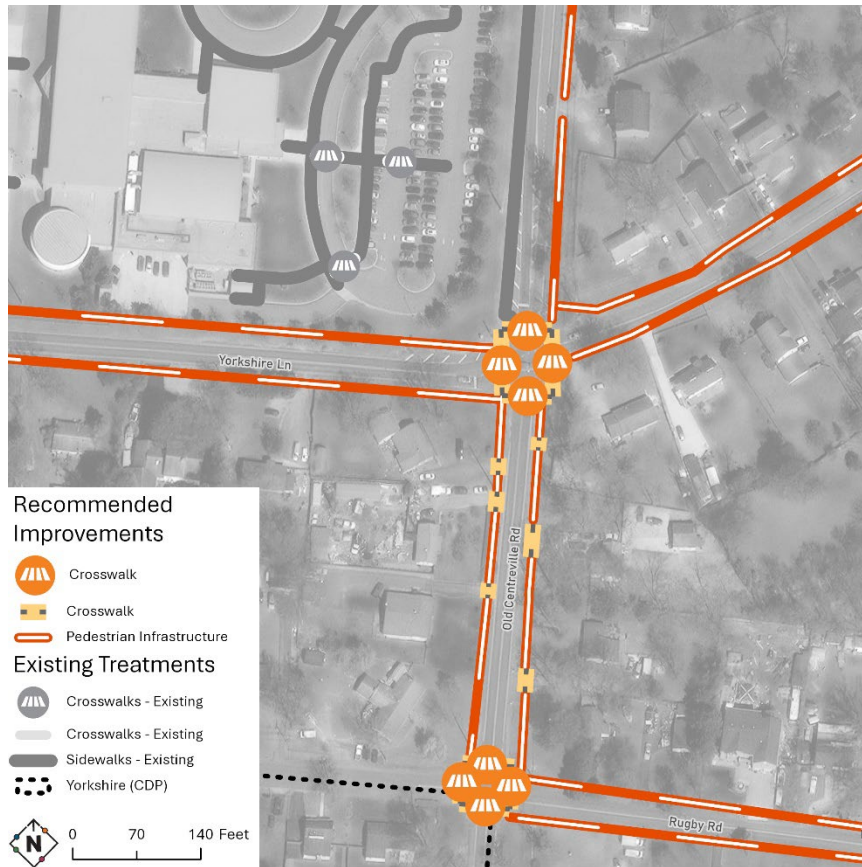 Yorkshire Ln
Old Centreville Rd
Rugby Rd
Recommended
Improvements
Crosswalk
Crosswalk
Pedestrian Infrastructure
Existing Treatments
Crosswalks - Existing
Crosswalks - Existing
Sidewalks - Existing
Yorkshire (CDP)
N
0 70 140 Feet